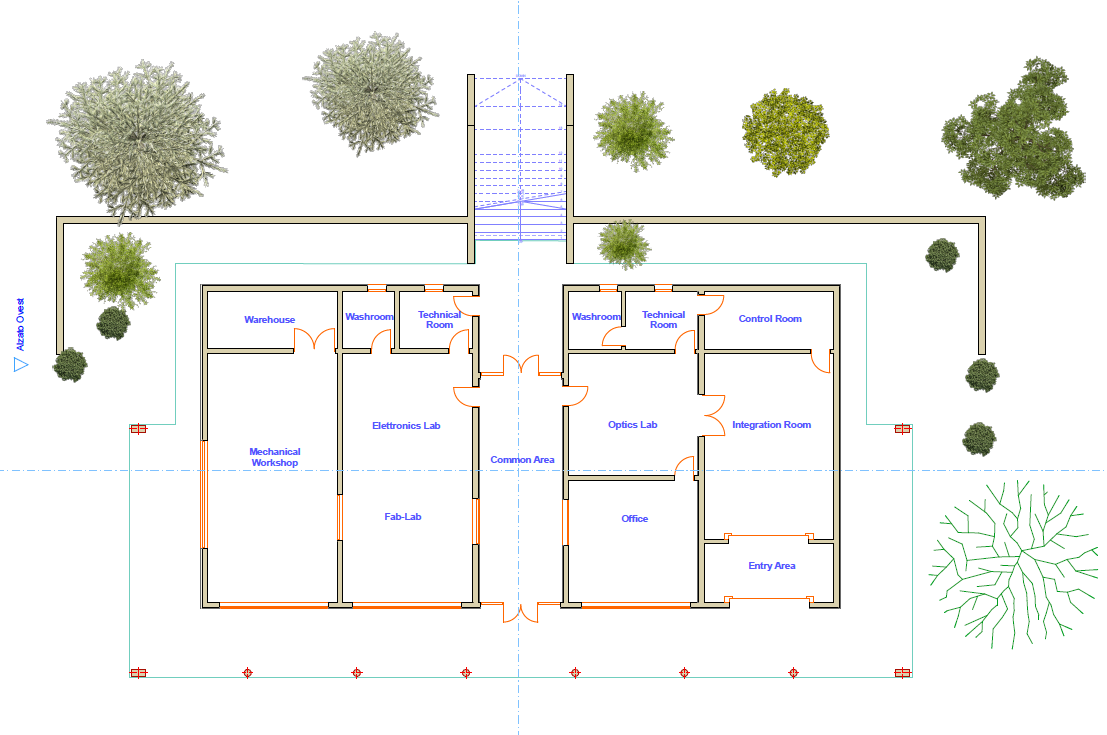 Alzato Ovest
Warehouse
Washroom
Technical
Room
Washroom
Technical
Room
Control Room
Mechanical
Workshop
Elettronics Lab
Common Area
Optics Lab
Integration Room
Fab-Lab
Office
Entry Area